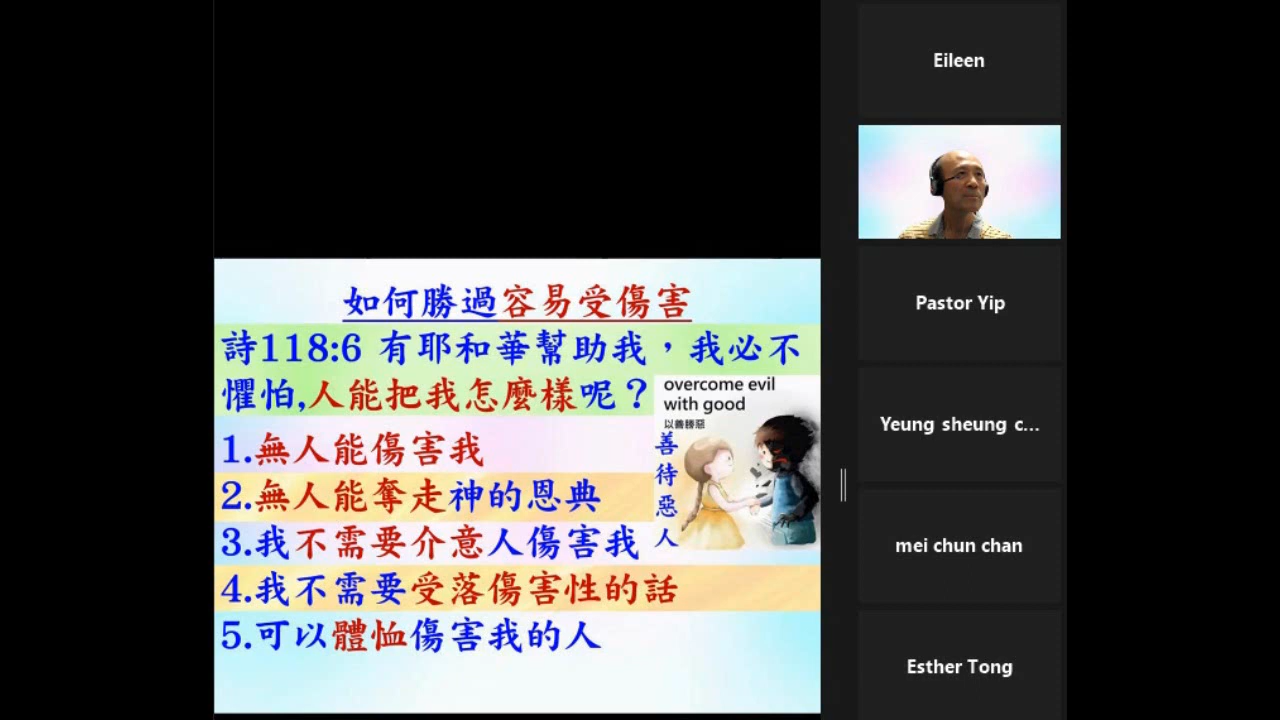 如何勝過容易受傷害
詩118:6 有耶和華幫助我，我必不
懼怕,人能把我怎麼樣呢？
overcome evil
with good
以善勝惡
善待惡人
1.無人能傷害我
2.無人能奪走神的恩典
3.我不需要介意人傷害我
4.我不需要受落傷害性的話
5.可以體恤傷害我的人
Eileen
Pastor Yip
Yeung sheung c...
mei chun chan
Esther Tong